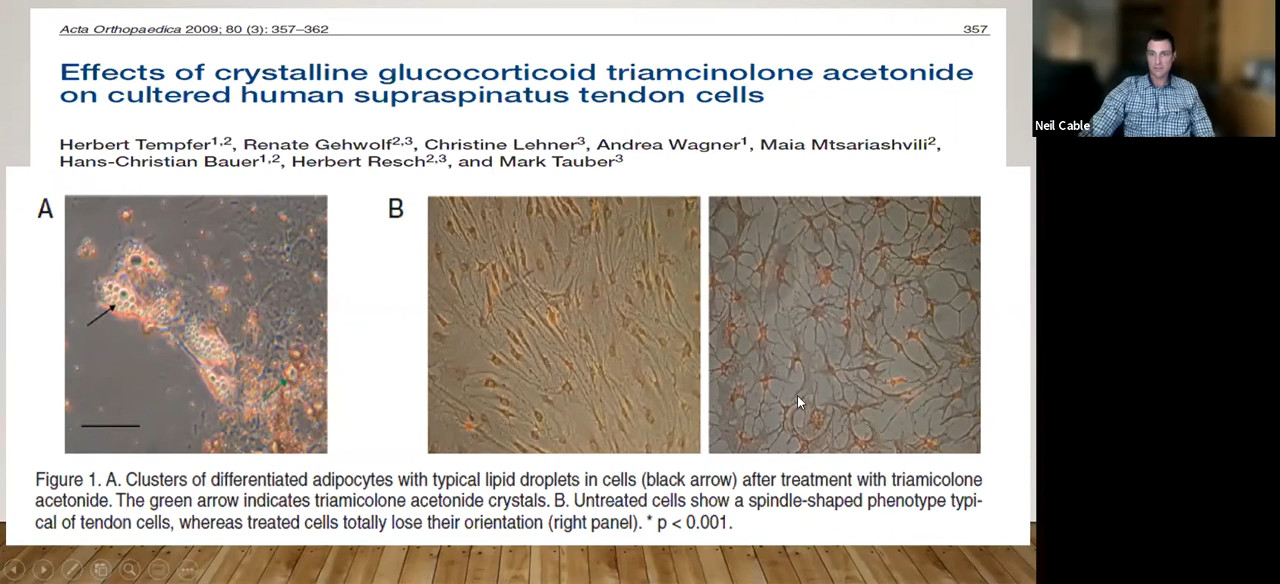 Acta Orthopaedica 2009; 80 (3): 357–362 357
Effects of crystalline glucocorticoid triamcinolone acetonide
on cultered human supraspinatus tendon cells
Herbert Tempfer1,2, Renate Gehwolf2,3, Christine Lehner3, Andrea Wagner1, Maia Mtsariashvili2,
Hans-Christian Bauer1,2, Herbert Resch2,3, and Mark Tauber3
Neil Cable
A
B
Figure 1. A. Clusters of differentiated adipocytes with typical lipid droplets in cells (black arrow) after treatment with triamicolone
acetonide. The green arrow indicates triamicolone acetonide crystals. B. Untreated cells show a spindle-shaped phenotype typi-
cal of tendon cells, whereas treated cells totally lose their orientation (right panel). * p < 0.001.